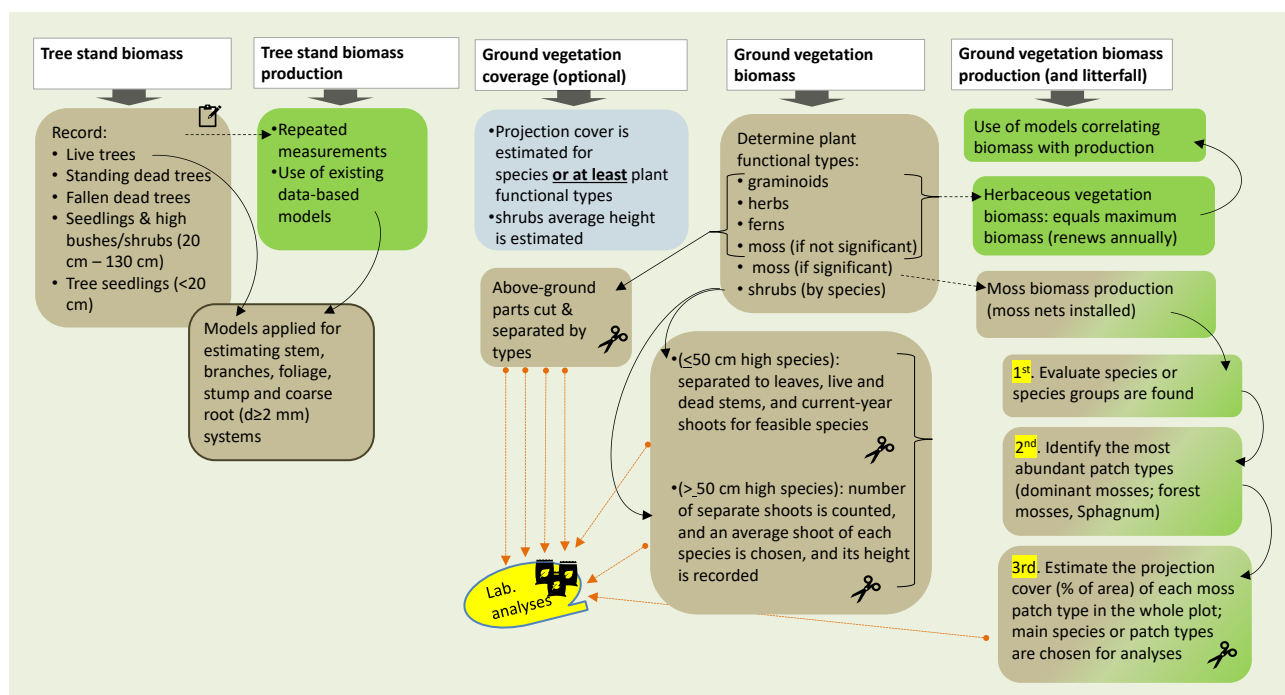 Tree stand biomass
Tree stand biomass
production
Ground vegetation
coverage (optional)
Ground vegetation
biomass
Ground vegetation biomass
production (and litterfall)
Record:
• Live trees
• Standing dead trees
• Fallen dead trees
• Seedlings & high
bushes/shrubs (20
cm – 130 cm)
• Tree seedlings (<20
cm)
•Repeated
measurements
•Use of existing
data-based
models
Models applied for
estimating stem,
branches, foliage,
stump and coarse
root (d≥2 mm)
systems
•Projection cover is
estimated for
species or at least plant
functional types
•shrubs average height
is estimated
Above-ground
parts cut &
separated by
types
Lab.
analyses
Determine plant
functional types:
• graminoids
• herbs
• ferns
• moss (if not significant)
• moss (if significant)
• shrubs (by species)
•(≤50 cm high species):
separated to leaves, live and
dead stems, and current-year
shoots for feasible species
•(> 50 cm high species): number
of separate shoots is counted,
and an average shoot of each
species is chosen, and its height
is recorded
Use of models correlating
biomass with production
Herbaceous vegetation
biomass: equals maximum
biomass (renews annually)
Moss biomass production
(moss nets installed)
1st. Evaluate species or
species groups are found
2nd. Identify the most
abundant patch types
(dominant mosses; forest
mosses, Sphagnum)
3rd. Estimate the projection
cover (% of area) of each moss
patch type in the whole plot;
main species or patch types
are chosen for analyses